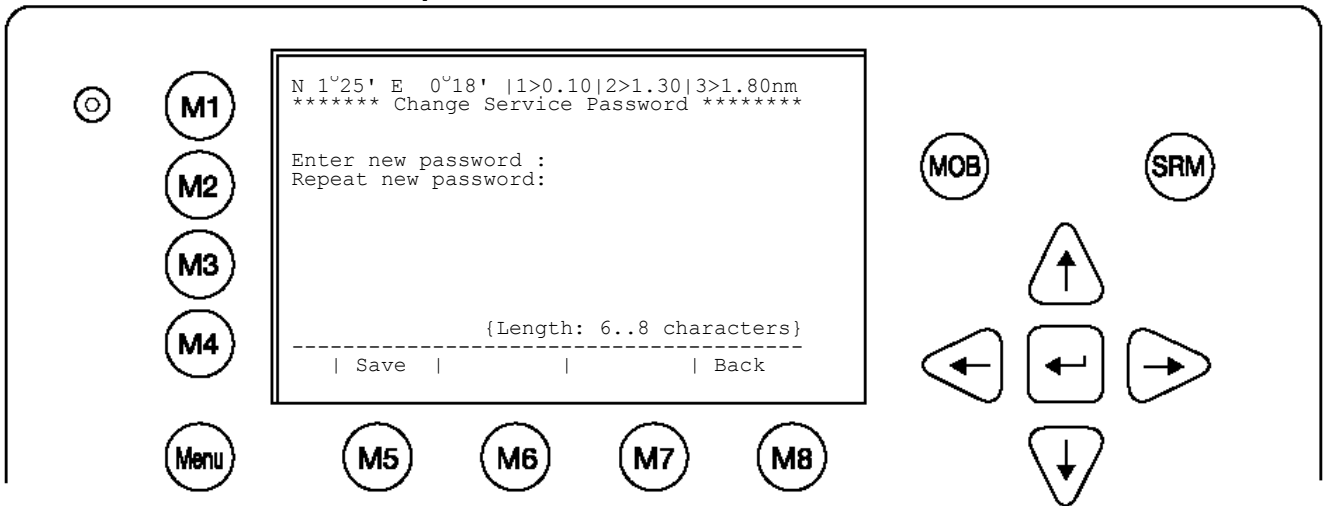 N 1°25' E 0°18' |1>0.10|2>1.30|3>1.80nm
******* Change Service Password ********
Enter new password :
Repeat new password:
{Length: 6..8 characters}
----------------------------------------
| Save | | | Back
M1
M2
M3
M4
Menu
M5
M6
M7
M8
MOB
SRM